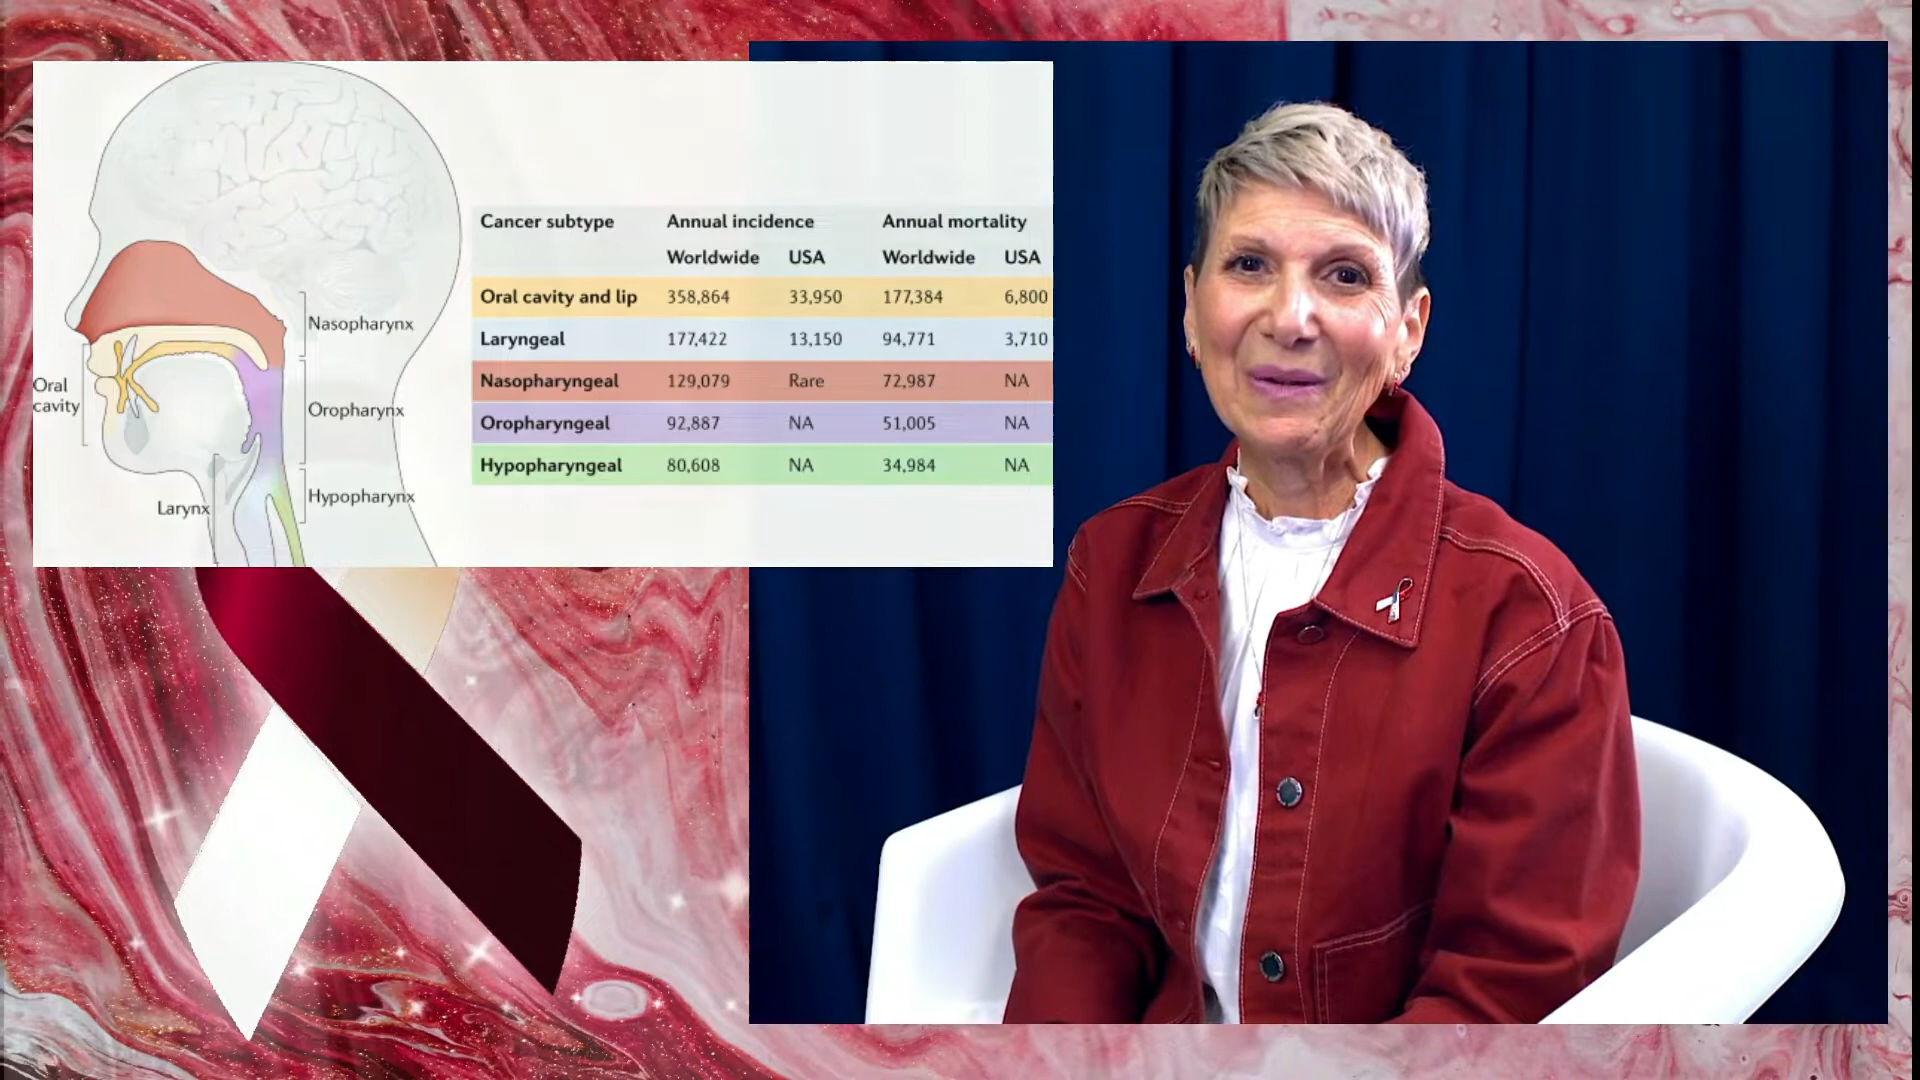 Nasopharynx
Oral
cavity
Oropharynx
Hypopharynx
Larynx
Cancer subtype Annual incidence Annual mortality
Worldwide USA Worldwide USA
Oral cavity and lip 358,864 33,950 177,384 6,800
Laryngeal 177,422 13,150 94,771 3,710
Nasopharyngeal 129,079 Rare 72,987 NA
Oropharyngeal 92,887 NA 51,005 NA
Hypopharyngeal 80,608 NA 34,984 NA